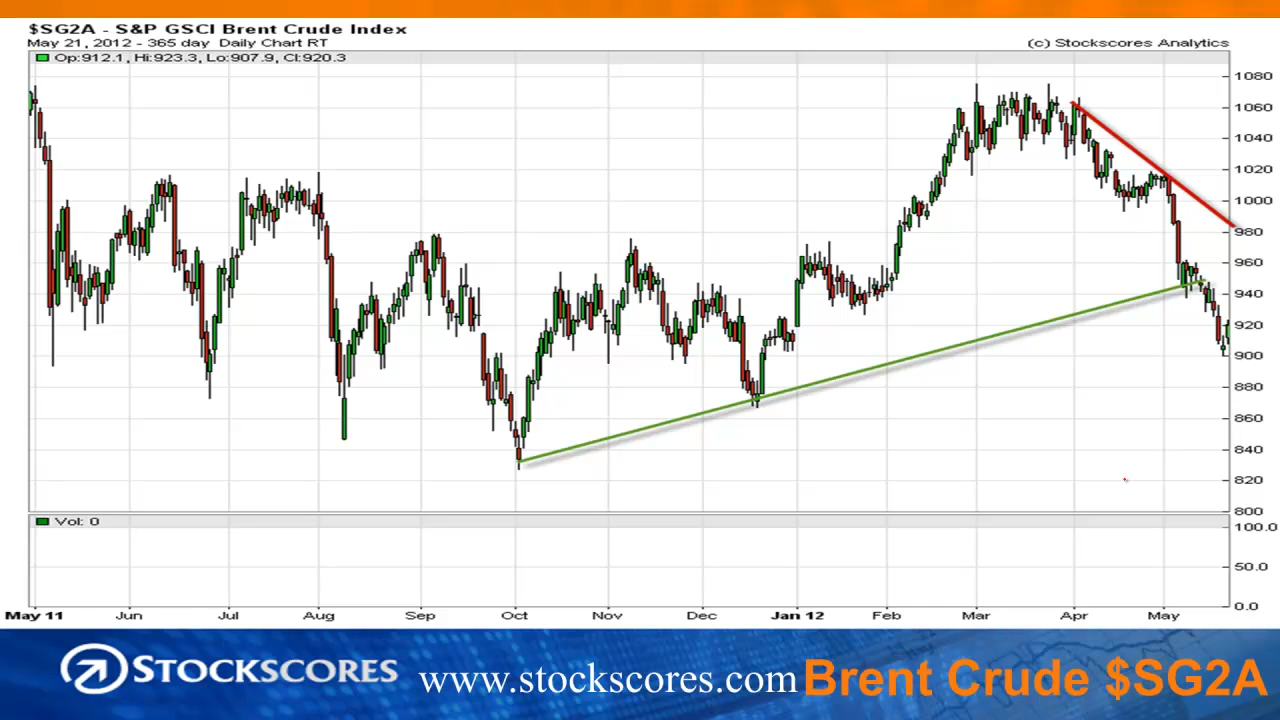 $SG2A - S&P GSCI Brent Crude Index
May 21, 2012 - 365 day Daily Chart RT
(c) Stockscores Analytics
Op:912.1, Hi:923.3, Lo:907.9, Cl:920.3
1080
1060
1040
1020
1000
980
960
940
920
900
880
860
840
820
800
Vol: 0
100.0
50.0
0.0
May 11 Jun Jul Aug Sep Oct Nov Dec Jan 12 Feb Mar Apr May
STOCKSCORES www.stockscores.com Brent Crude $SG2A